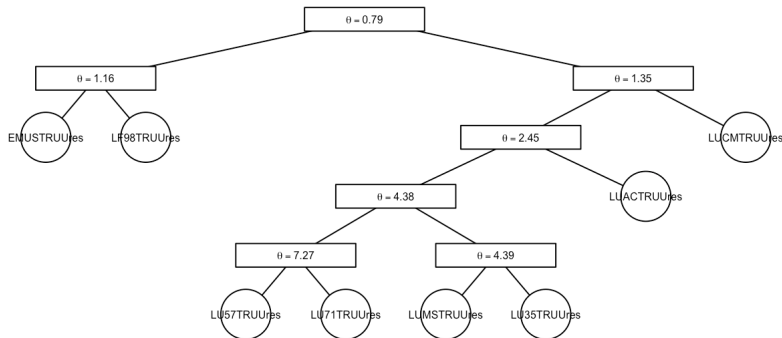 θ = 0.79
θ = 1.16
θ = 1.35
EMUSTRUUres
LF98TRUUres
θ = 2.45
LUCMTRUUres
θ = 4.38
LUACTRUUres
θ = 7.27
θ = 4.39
LU57TRUUres
LU71TRUUres
LUMSTRUUres
LU35TRUUres